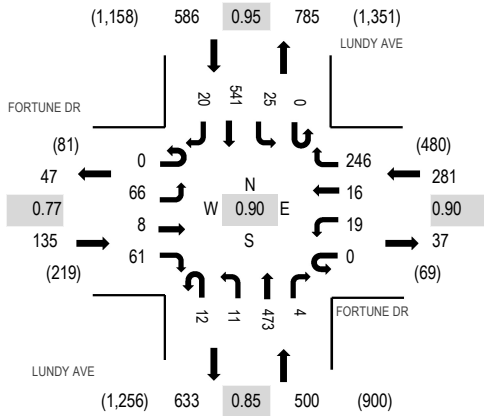 (1,158) 586 0.95 785 (1,351)
LUNDY AVE
20 541 25 0
FORTUNE DR
(81)
47
0.77
135
(219)
0
66
8
61
N
W 0.90 E
S
246
16
19
0
(480)
281
0.90
37
(69)
12 11 473 4
FORTUNE DR
LUNDY AVE
(1,256) 633 0.85 500 (900)